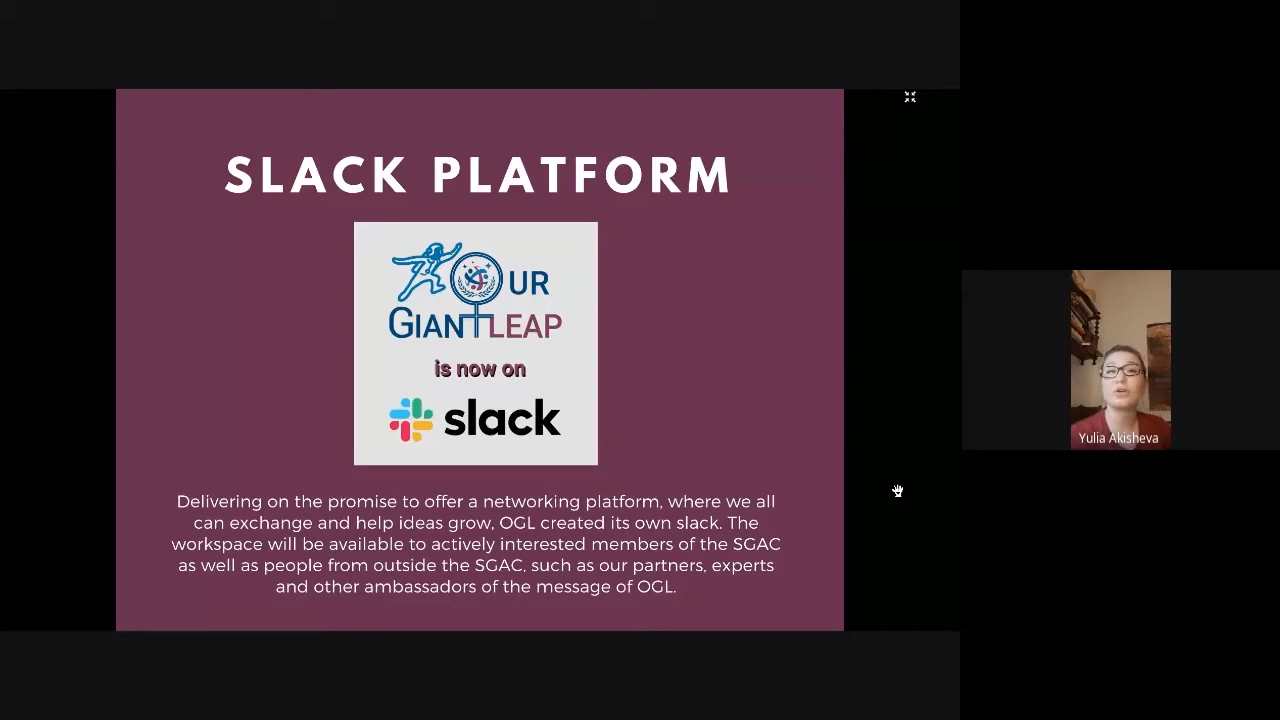 SLACK PLATFORM
OUR
GIANTLEAP
is now on
slack
Delivering on the promise to offer a networking platform, where we all
can exchange and help ideas grow, OGL created its own slack. The
workspace will be available to actively interested members of the SGAC
as well as people from outside the SGAC, such as our partners, experts
and other ambassadors of the message of OGL.
Yulia Akisheva